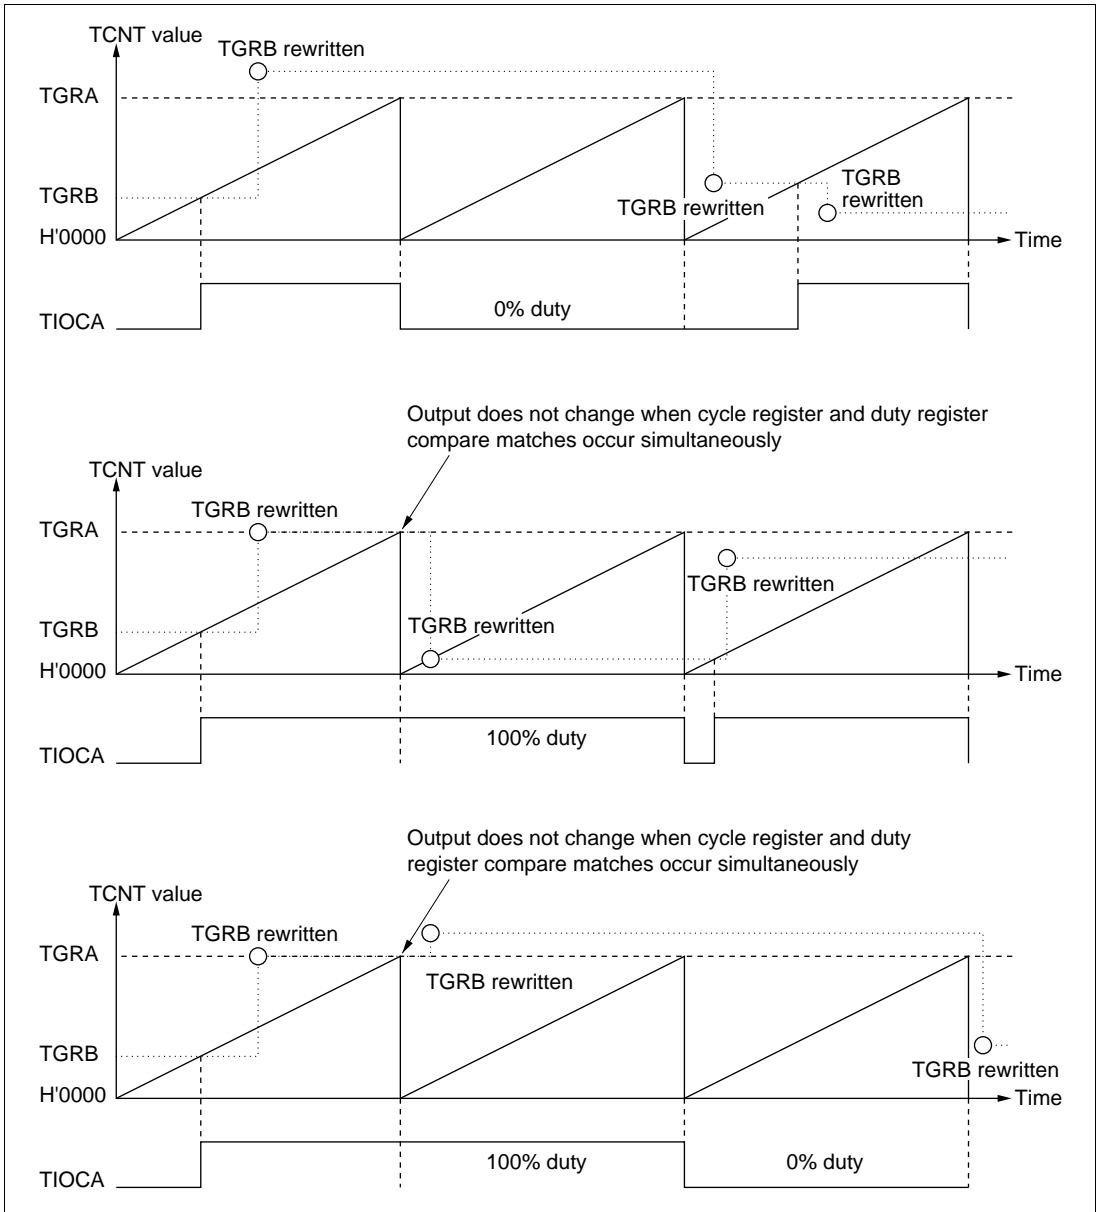 TCNT value
TGRB rewritten
TGRA
TGRB
TGRB rewritten
TGRB
rewritten
H'0000
Time
TIOCA
0% duty
Output does not change when cycle register and duty register
compare matches occur simultaneously
TCNT value
TGRB rewritten
TGRA
TGRB rewritten
TGRB
TGRB rewritten
H'0000
Time
TIOCA
100% duty
Output does not change when cycle register and duty
register compare matches occur simultaneously
TCNT value
TGRB rewritten
TGRA
TGRB rewritten
TGRB
TGRB rewritten
H'0000
Time
TIOCA
100% duty
0% duty